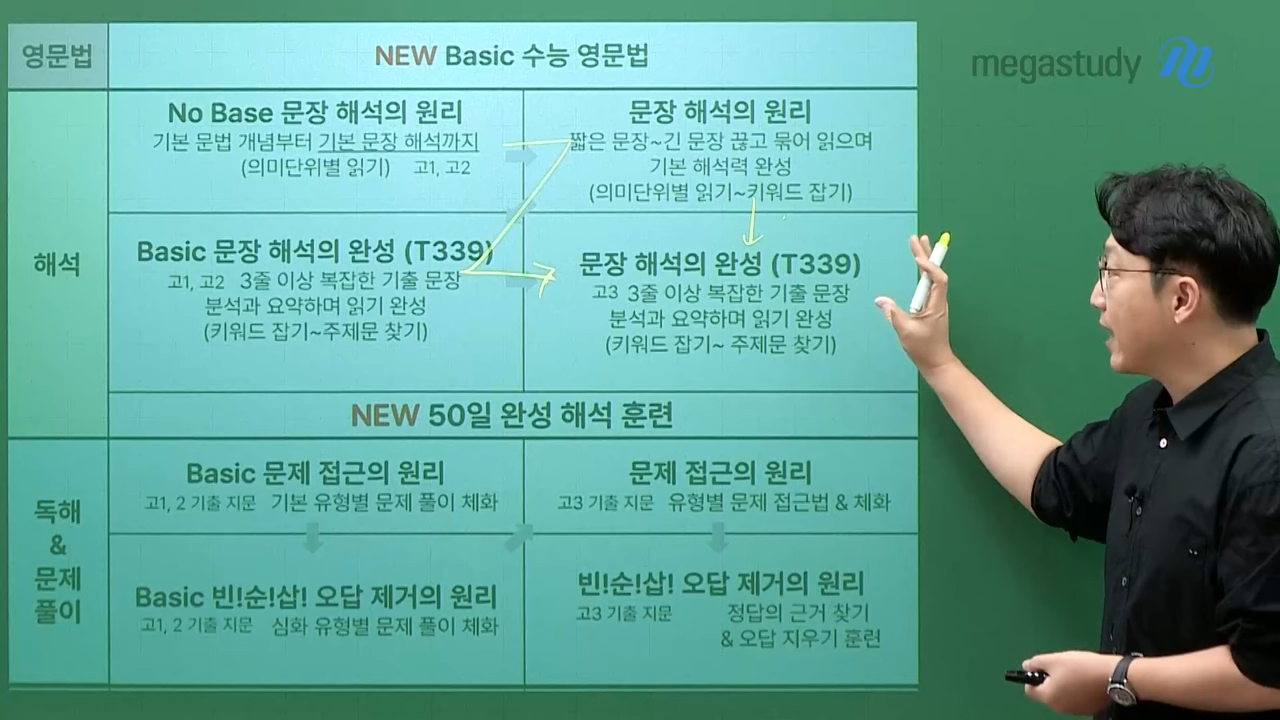 영문법
NEW Basic 수능 영문법
megastudy
해석
No Base 문장 해석의 원리
기본 문법 개념부터 기본 문장 해석까지
(의미단위별 읽기) 고1, 고2
문장 해석의 원리
짧은 문장~긴 문장 끊고 묶어 읽으며
기본 해석력 완성
(의미단위별 읽기~키워드 잡기)
Basic 문장 해석의 완성 (T339)
고1, 고2 3줄 이상 복잡한 기출 문장
분석과 요약하며 읽기 완성
(키워드 잡기~주제문 찾기)
문장 해석의 완성 (T339)
고3 3줄 이상 복잡한 기출 문장
분석과 요약하며 읽기 완성
(키워드 잡기~ 주제문 찾기)
NEW 50일 완성 해석 훈련
독해
&
문제
풀이
Basic 문제 접근의 원리
고1, 2 기출 지문 기본 유형별 문제 풀이 체화
문제 접근의 원리
고3 기출 지문 유형별 문제 접근법 & 체화
Basic 빈!순!삽! 오답 제거의 원리
고1, 2 기출 지문 심화 유형별 문제 풀이 체화
빈!순!삽! 오답 제거의 원리
고3 기출 지문 정답의 근거 찾기
& 오답 지우기 훈련